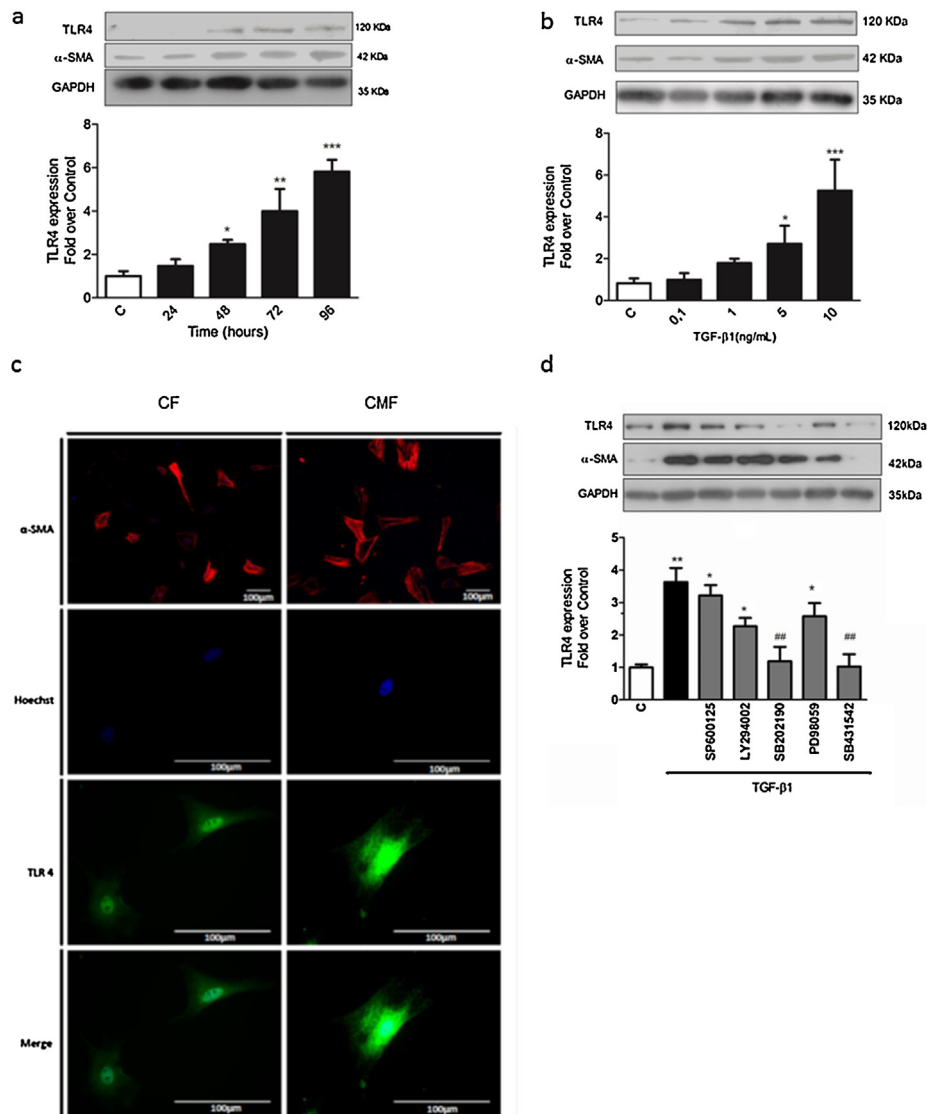 a
TLR4
120 KDa
α-SMA
42 KDa
GAPDH
35 KDa
TLR4 expression
Fold over Control
8
6
4
2
0
*
**
***
C
24
48
72
96
Time (hours)
b
TLR4
120 KDa
α-SMA
42 KDa
GAPDH
35 KDa
TLR4 expression
Fold over Control
8
6
4
2
0
*
***
C
0,1
1
5
10
TGF-β1(ng/mL)
c
CF
CMF
α-SMA
100μm
100μm
Hoechst
100μm
100μm
TLR 4
100μm
100μm
Merge
100μm
100μm
d
TLR4
120kDa
α-SMA
42kDa
GAPDH
35kDa
TLR4 expression
Fold over Control
5
4
3
2
1
0
**
*
*
##
*
##
C
SP600125
LY294002
SB202190
PD98059
SB431542
TGF-β1